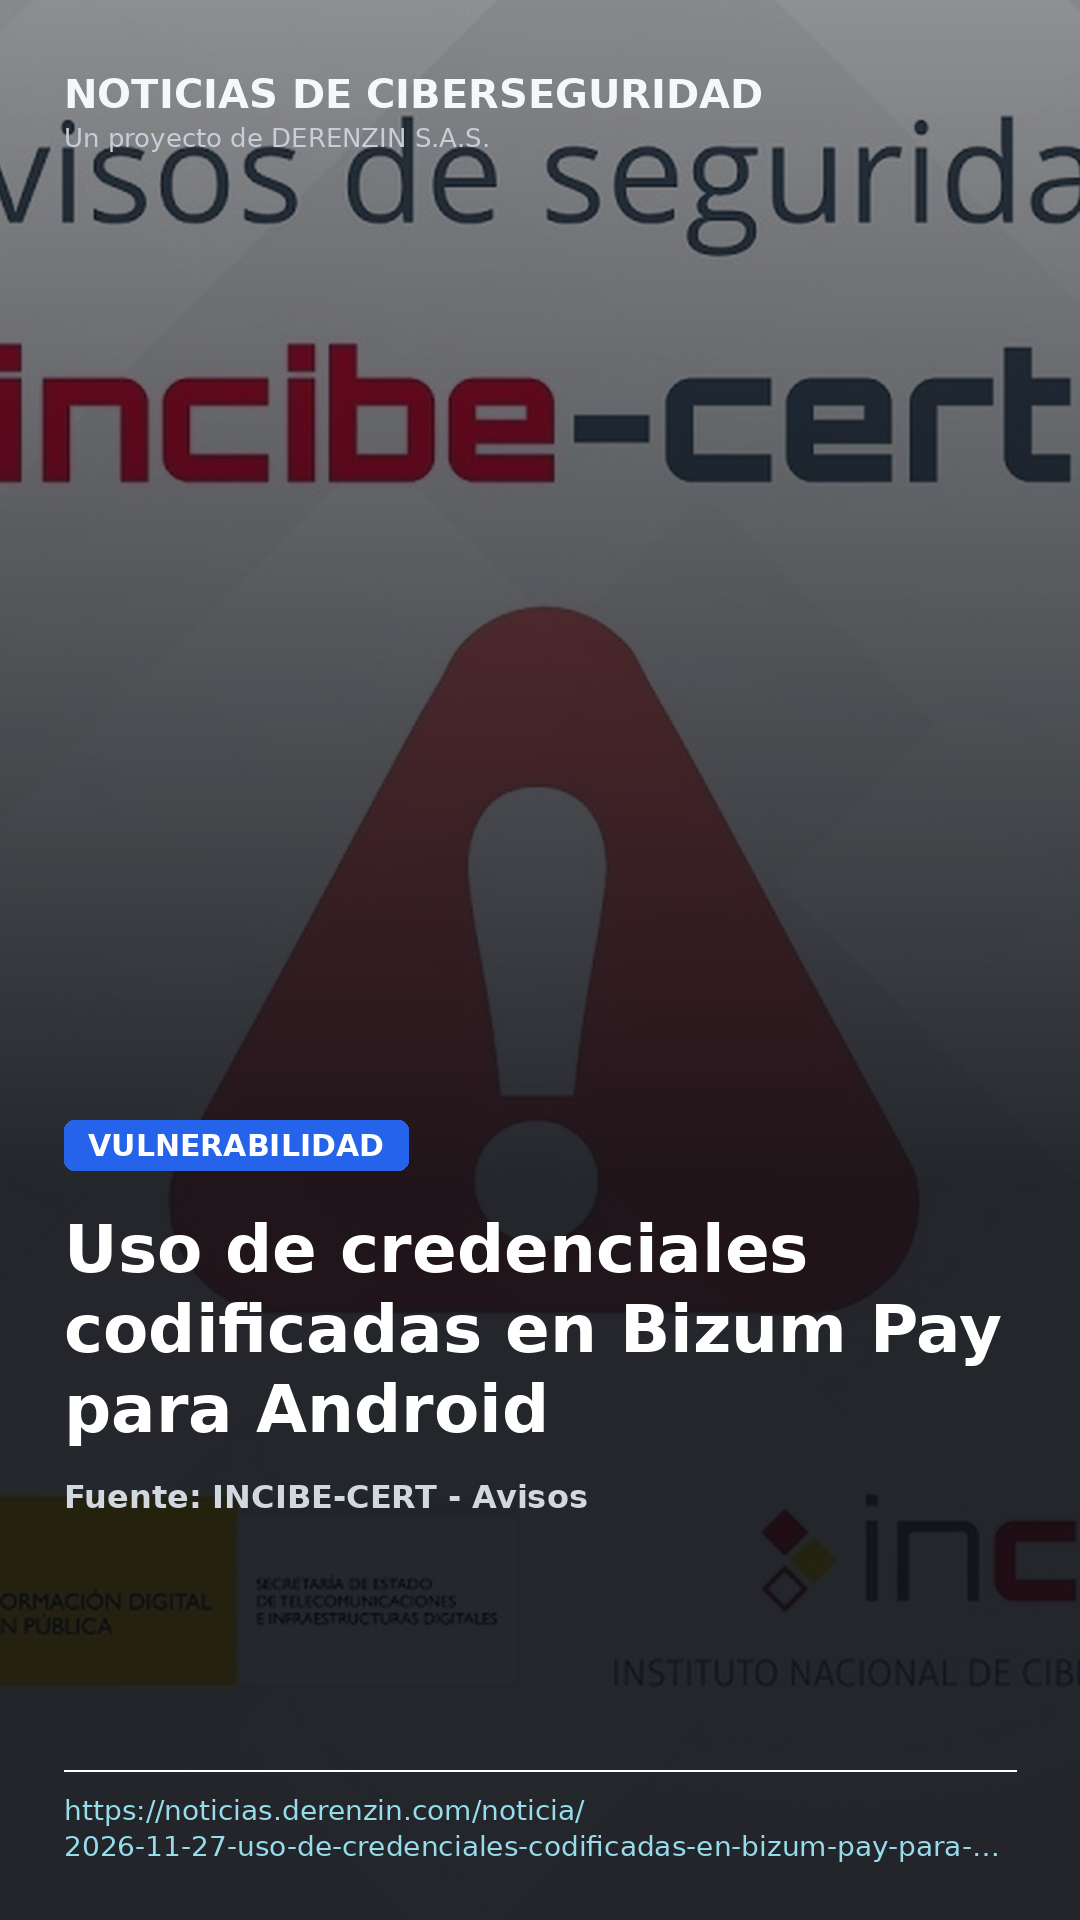 NOTICIAS DE CIBERSEGURIDAD
Un proyecto de DERENZIN S.A.S.
visos de segurida
incibe-cert
VULNERABILIDAD
Uso de credenciales
codificadas en Bizum Pay
para Android
Fuente: INCIBE-CERT - Avisos
ORMACIÓN DIGITAL
N PÚBLICA
SECRETARÍA DE ESTADO
DE TELECOMUNICACIONES
E INFRAESTRUCTURAS DIGITALES
inc
INSTITUTO NACIONAL DE CIB
https://noticias.derenzin.com/noticia/
2026-11-27-uso-de-credenciales-codificadas-en-bizum-pay-para-...